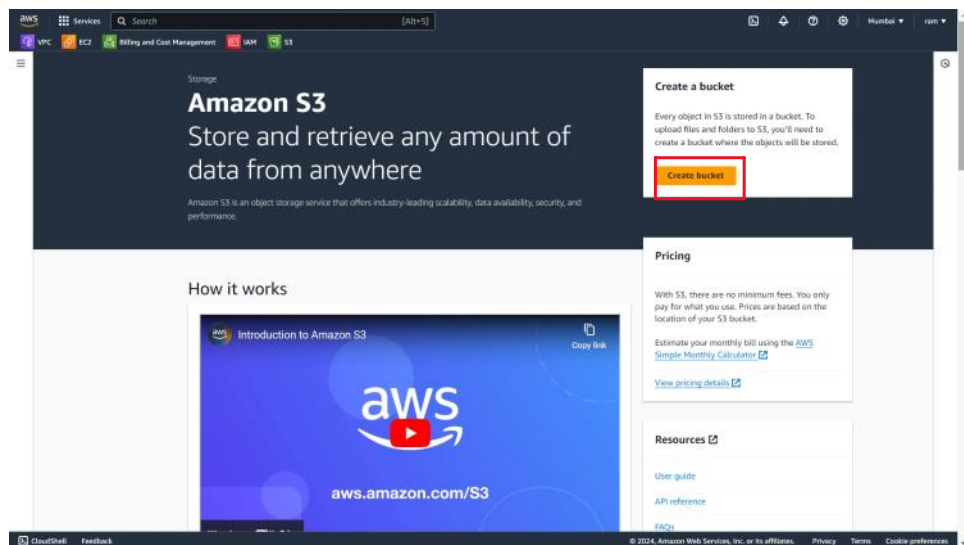 aws
Services
Search
[Alt+S]
Mumbai
ram
VPC
EC2
Billing and Cost Management
IAM
S3
Storage
Amazon S3
Store and retrieve any amount of
data from anywhere
Amazon S3 is an object storage service that offers industry-leading scalability, data availability, security, and
performance.
Create a bucket
Every object in S3 is stored in a bucket. To
upload files and folders to S3, you'll need to
create a bucket where the objects will be stored.
Create bucket
How it works
aws
Introduction to Amazon S3
Copy link
aws
aws.amazon.com/S3
Pricing
With S3, there are no minimum fees. You only
pay for what you use. Prices are based on the
location of your S3 bucket.
Estimate your monthly bill using the AWS
Simple Monthly Calculator
View pricing details
Resources
User guide
API reference
FAQs
CloudShell
Feedback
© 2024, Amazon Web Services, Inc. or its affiliates.
Privacy
Terms
Cookie preferences